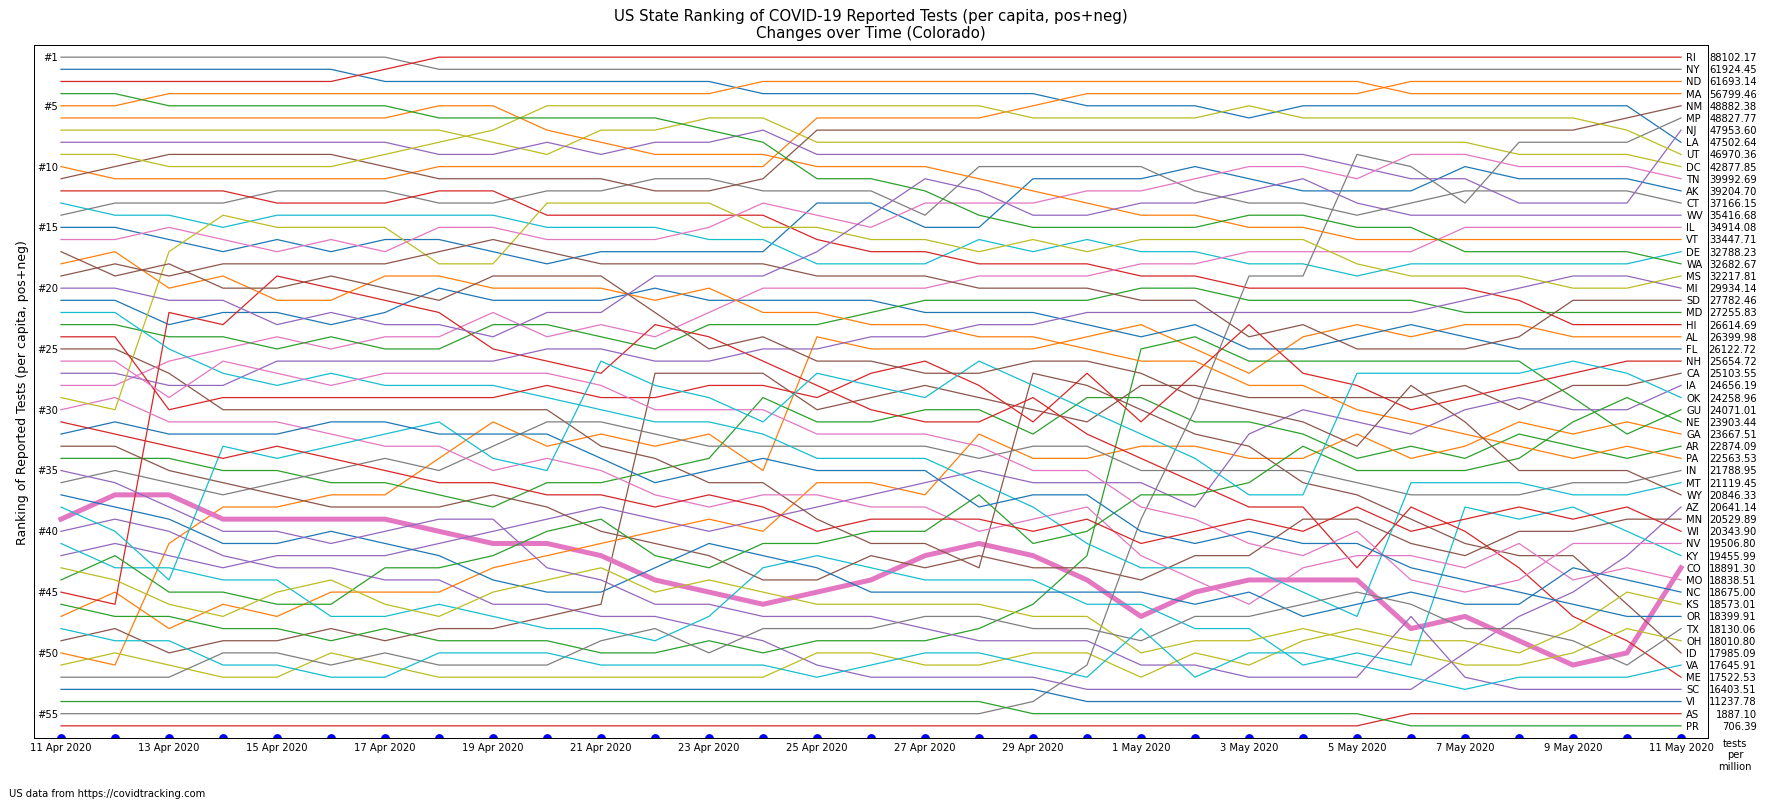 US State Ranking of COVID-19 Reported Tests (per capita, pos+neg)
Changes over Time (Colorado)
Ranking of Reported Tests (per capita, pos+neg)
#1
#5
#10
#15
#20
#25
#30
#35
#40
#45
#50
#55
RI 88102.17
NY 61924.45
ND 61693.14
MA 56799.46
NM 48882.38
MP 48827.77
NJ 47953.60
LA 47502.64
UT 46970.36
DC 42877.85
TN 39992.69
AK 39204.70
CT 37166.15
WV 35416.68
IL 34914.08
VT 33447.71
DE 32788.23
WA 32682.67
MS 32217.81
MI 29934.14
SD 27782.46
MD 27255.83
HI 26614.69
AL 26399.98
FL 26122.72
NH 25654.72
CA 25103.55
IA 24656.19
OK 24258.96
GU 24071.01
NE 23903.44
GA 23667.51
AR 22874.09
PA 22563.53
IN 21788.95
MT 21119.45
WY 20846.33
AZ 20641.14
MN 20529.89
WI 20343.90
NV 19506.80
KY 19455.99
CO 18891.30
MO 18838.51
NC 18675.00
KS 18573.01
OR 18399.91
TX 18130.06
OH 18010.80
ID 17985.09
VA 17645.91
ME 17522.53
SC 16403.51
VI 11237.78
AS 1887.10
PR 706.39
11 Apr 2020 13 Apr 2020 15 Apr 2020 17 Apr 2020 19 Apr 2020 21 Apr 2020 23 Apr 2020 25 Apr 2020 27 Apr 2020 29 Apr 2020 1 May 2020 3 May 2020 5 May 2020 7 May 2020 9 May 2020 11 May 2020
tests
per
million
US data from https://covidtracking.com